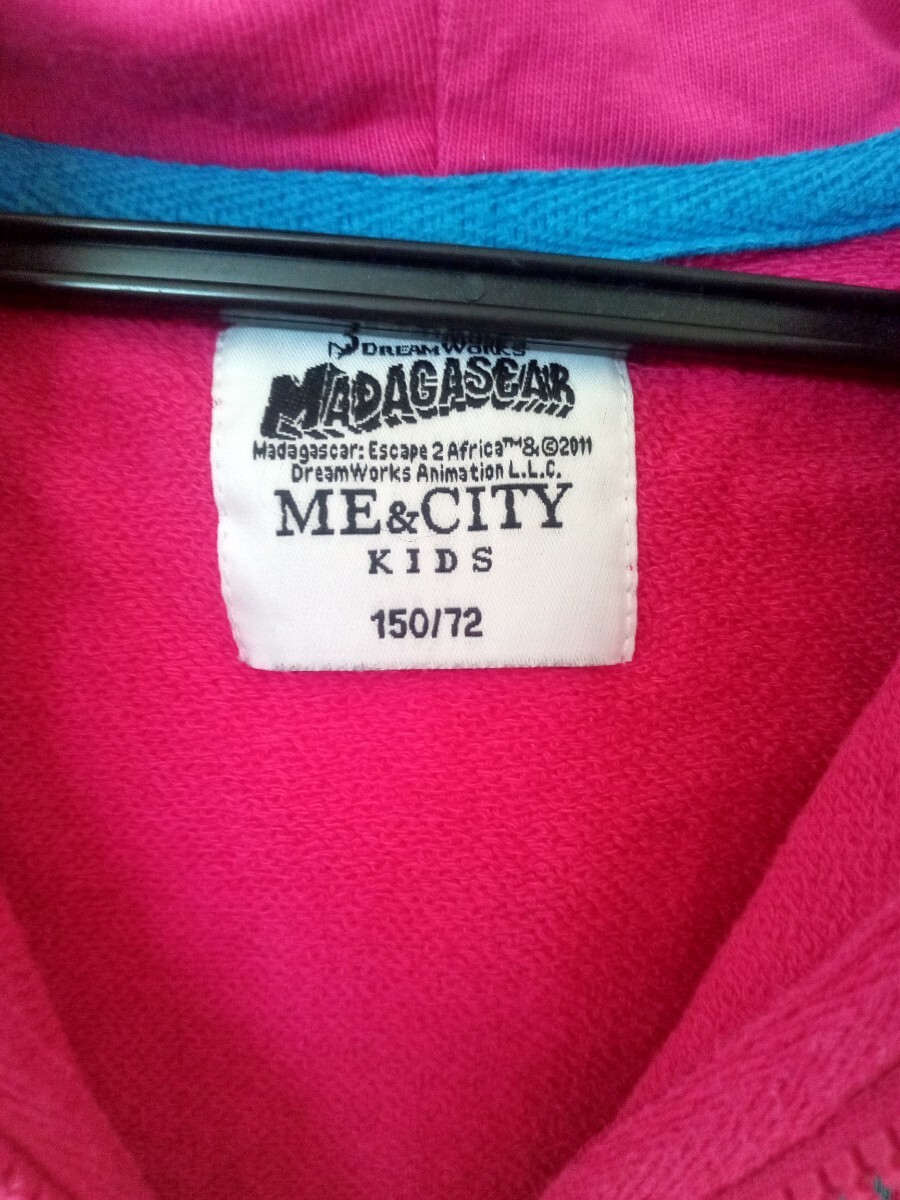 DREAMWORKS
MADAGASCAR
Madagascar: Escape 2 Africa™&©2011
DreamWorks Animation L.L.C.
ME&CITY
KIDS
150/72